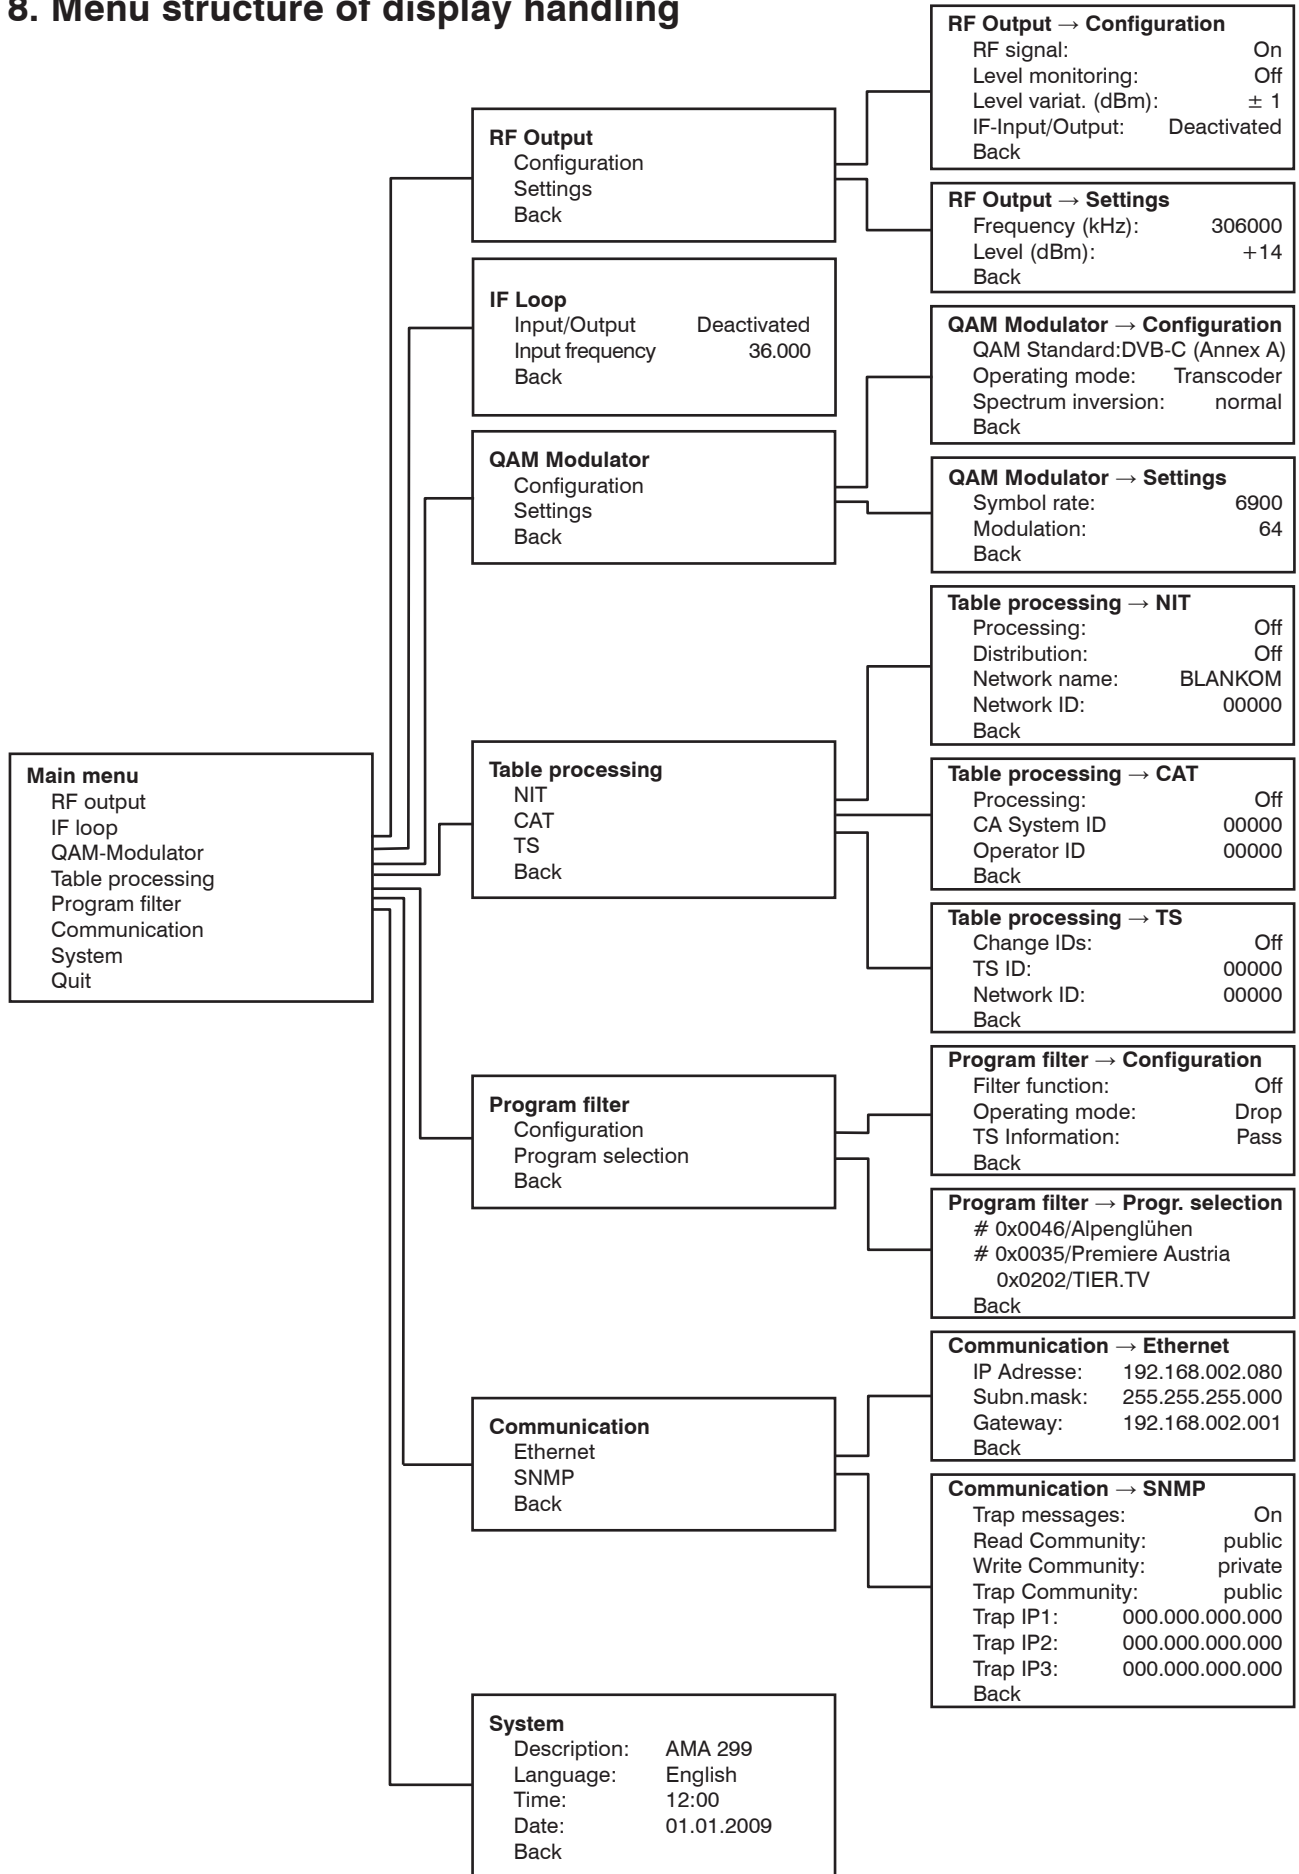 8. Menu structure of display handling
Main menu
RF output
IF loop
QAM-Modulator
Table processing
Program filter
Communication
System
Quit
RF Output
Configuration
Settings
Back
IF Loop
Input/Output Deactivated
Input frequency 36.000
Back
QAM Modulator
Configuration
Settings
Back
Table processing
NIT
CAT
TS
Back
Program filter
Configuration
Program selection
Back
Communication
Ethernet
SNMP
Back
System
Description: AMA 299
Language: English
Time: 12:00
Date: 01.01.2009
Back
RF Output → Configuration
RF signal: On
Level monitoring: Off
Level variat. (dBm): ± 1
IF-Input/Output: Deactivated
Back
RF Output → Settings
Frequency (kHz): 306000
Level (dBm): +14
Back
QAM Modulator → Configuration
QAM Standard:DVB-C (Annex A)
Operating mode: Transcoder
Spectrum inversion: normal
Back
QAM Modulator → Settings
Symbol rate: 6900
Modulation: 64
Back
Table processing → NIT
Processing: Off
Distribution: Off
Network name: BLANKOM
Network ID: 00000
Back
Table processing → CAT
Processing: Off
CA System ID 00000
Operator ID 00000
Back
Table processing → TS
Change IDs: Off
TS ID: 00000
Network ID: 00000
Back
Program filter → Configuration
Filter function: Off
Operating mode: Drop
TS Information: Pass
Back
Program filter → Progr. selection
# 0x0046/Alpenglühen
# 0x0035/Premiere Austria
0x0202/TIER.TV
Back
Communication → Ethernet
IP Adresse: 192.168.002.080
Subn.mask: 255.255.255.000
Gateway: 192.168.002.001
Back
Communication → SNMP
Trap messages: On
Read Community: public
Write Community: private
Trap Community: public
Trap IP1: 000.000.000.000
Trap IP2: 000.000.000.000
Trap IP3: 000.000.000.000
Back